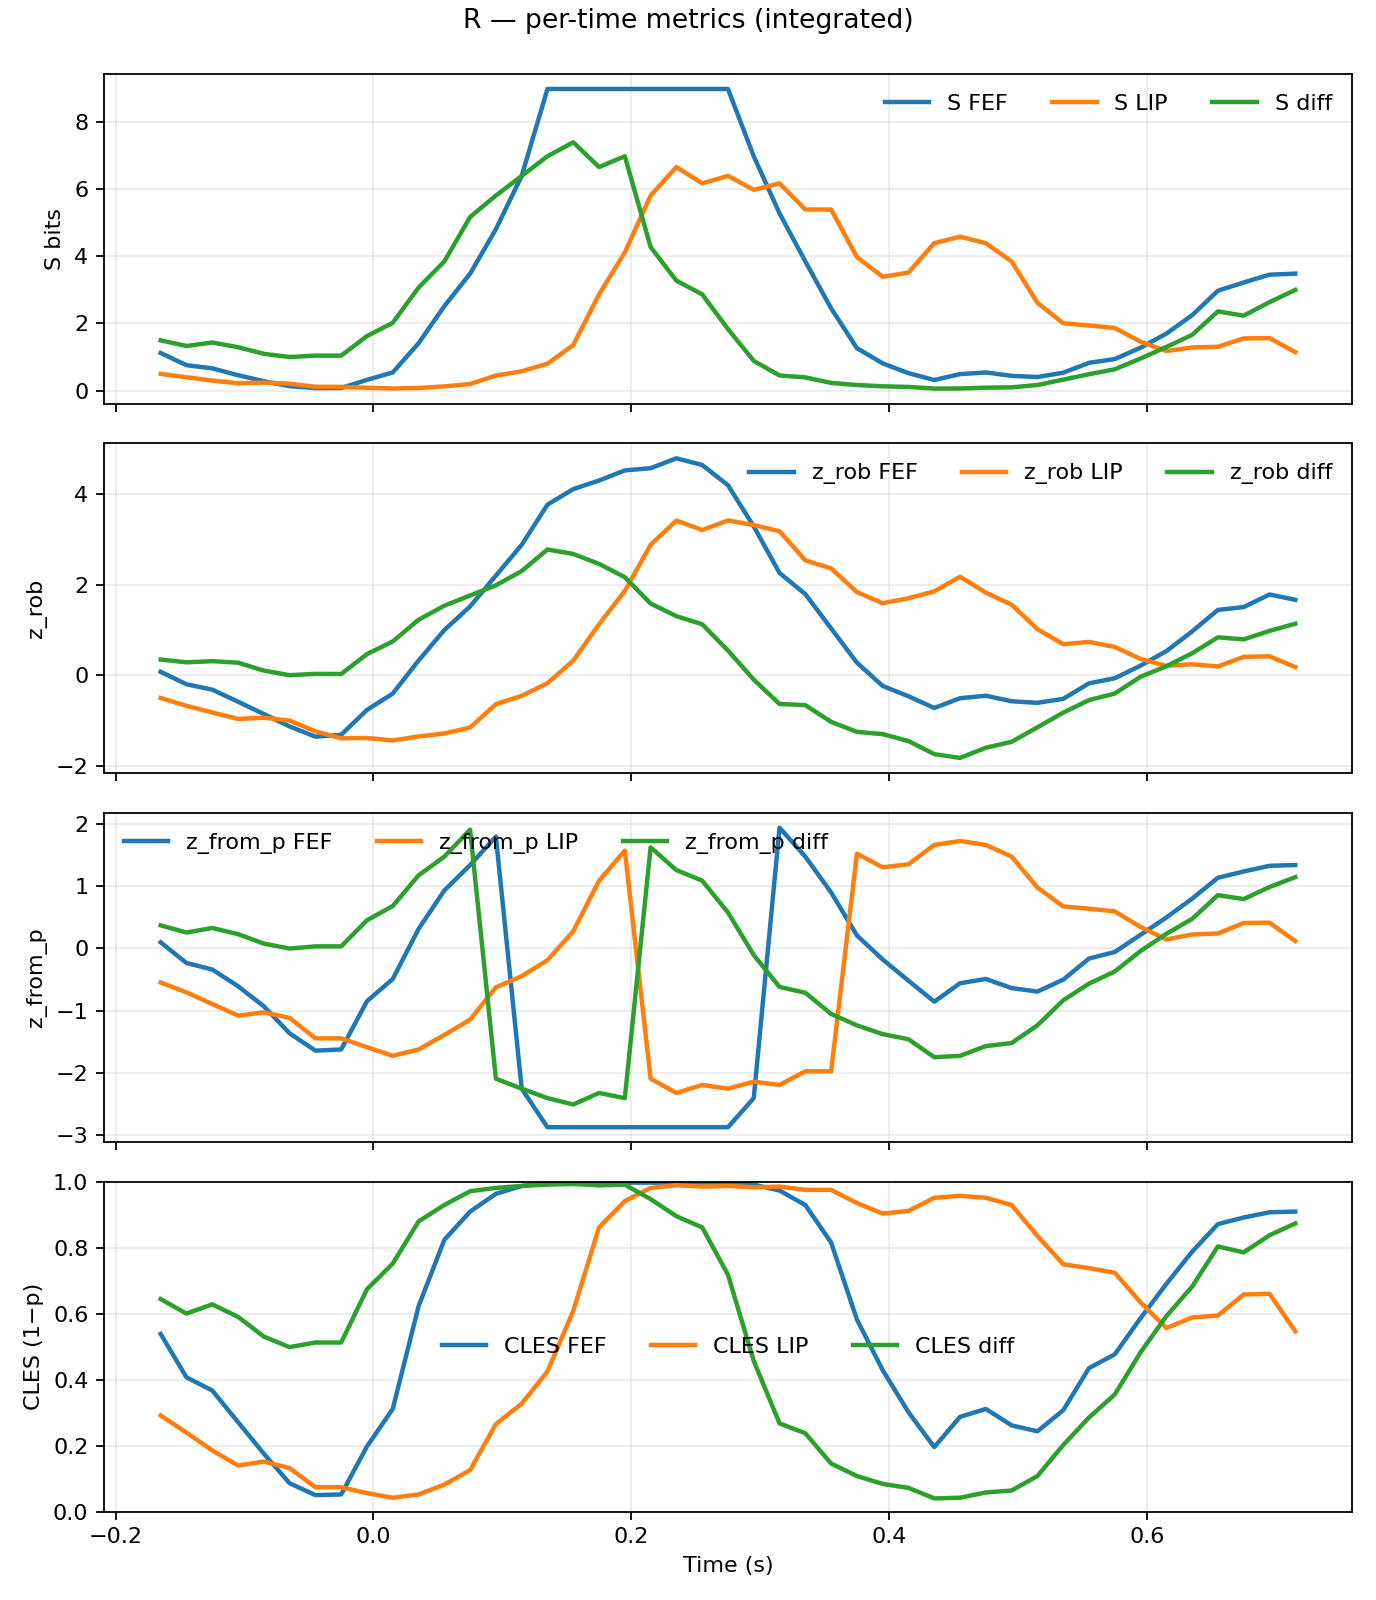 R — per-time metrics (integrated)
S FEF S LIP S diff
8
6
4
2
0
S bits
z_rob FEF z_rob LIP z_rob diff
4
2
0
−2
z_rob
z_from_p FEF z_from_p LIP z_from_p diff
2
1
0
−1
−2
−3
z_from_p
1.0
0.8
0.6
0.4
0.2
0.0
CLES (1−p)
CLES FEF CLES LIP CLES diff
−0.2 0.0 0.2 0.4 0.6
Time (s)